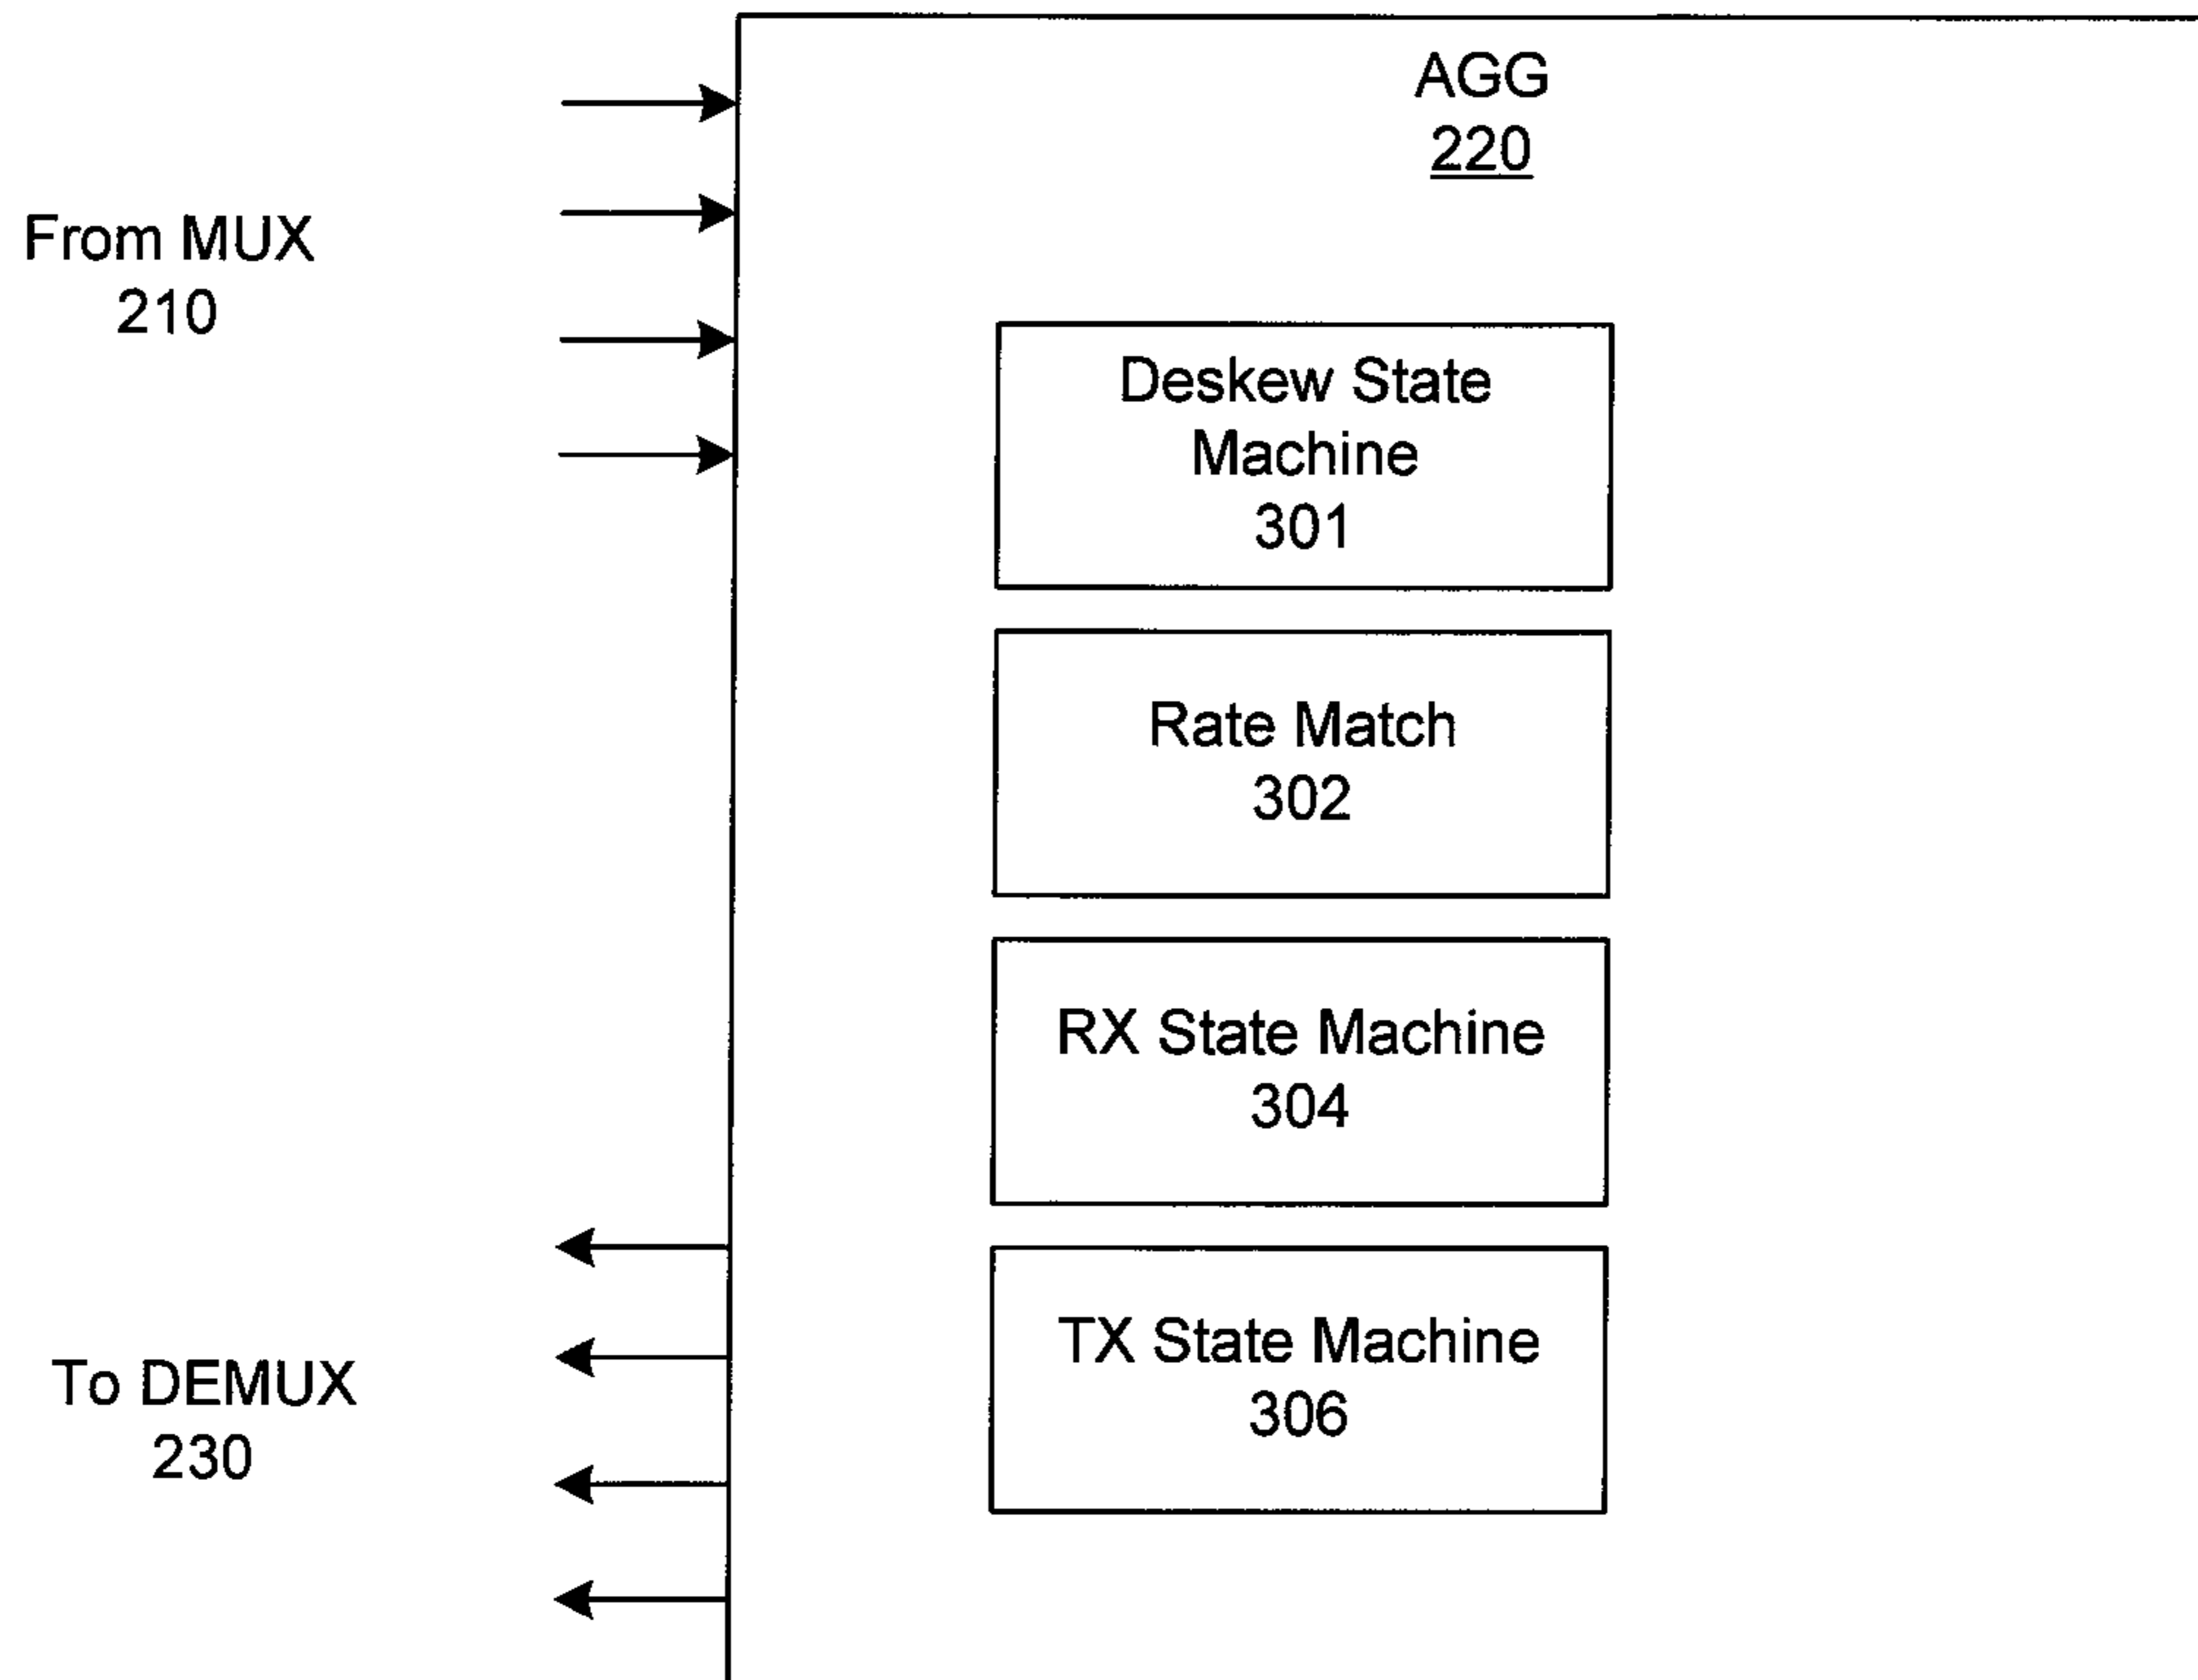 AGG
220
From MUX
210
Deskew State
Machine
301
Rate Match
302
RX State Machine
304
TX State Machine
306
To DEMUX
230